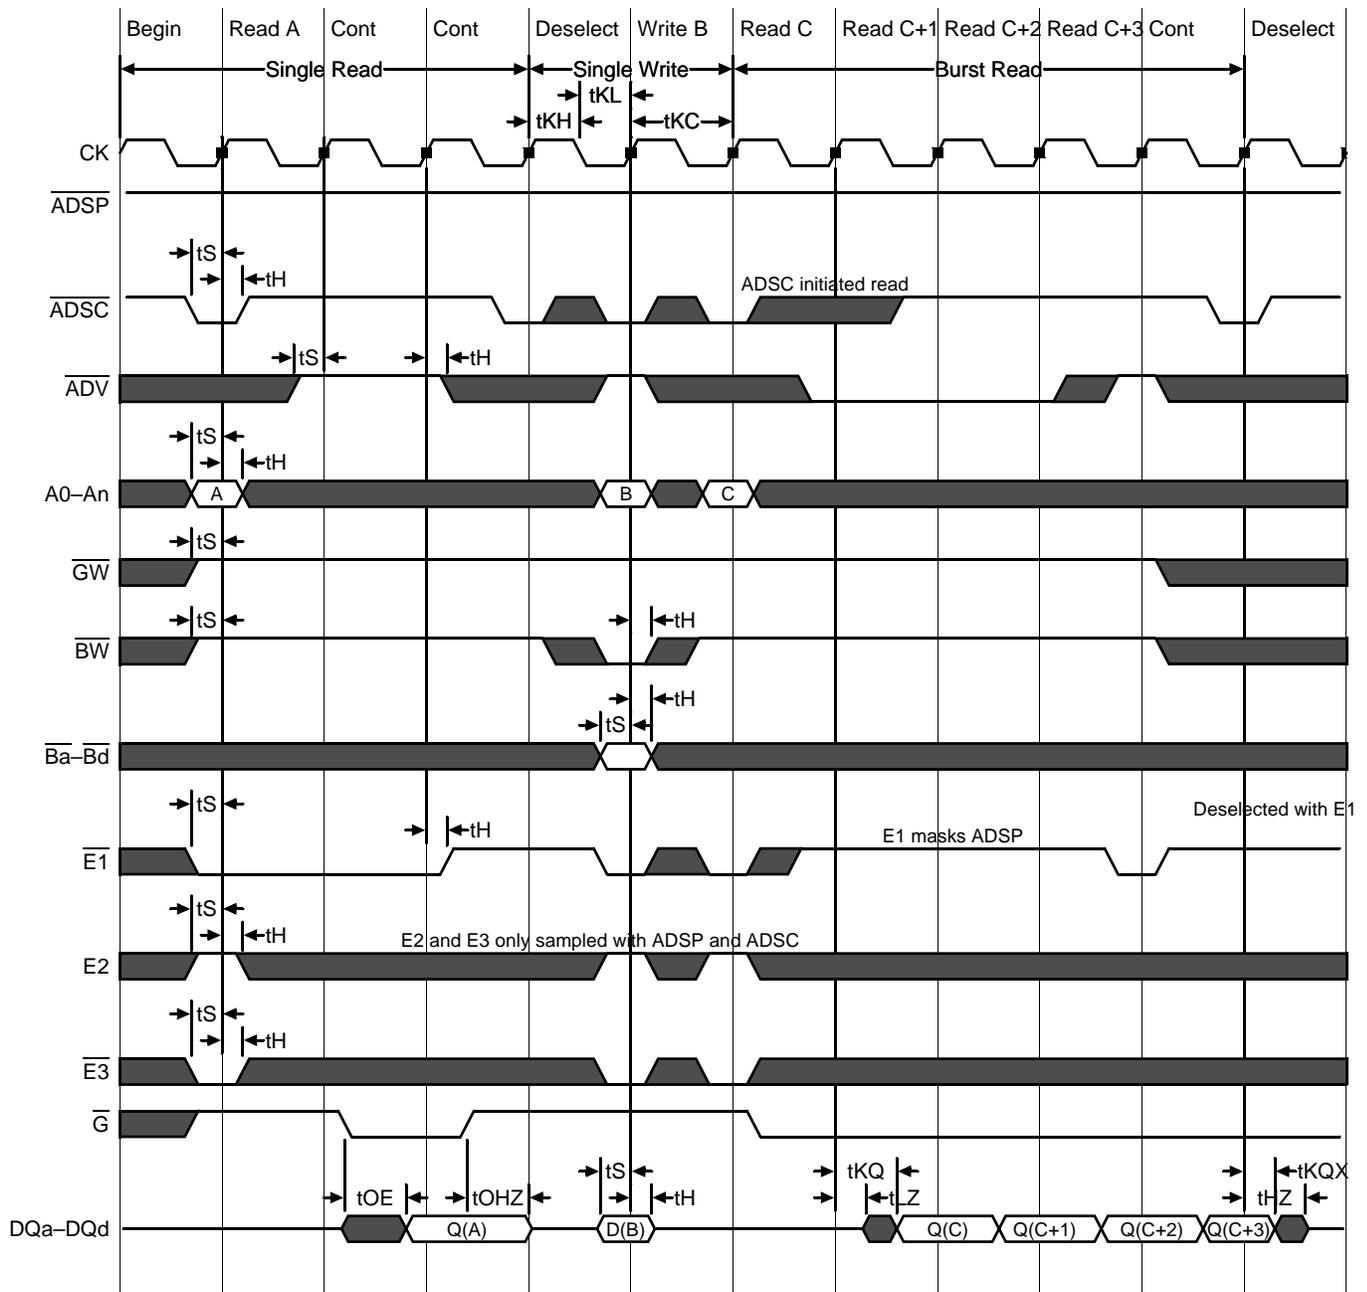 Begin Read A Cont Cont Deselect Write B Read C Read C+1 Read C+2 Read C+3 Cont Deselect
Single Read Single Write Burst Read
tKL
tKH tKC
CK
ADSP
tS
tH
ADSC initiated read
ADSC
tS tH
ADV
tS
tH
A0–An A B C
tS
GW
tS tH
BW
tH
tS
Ba–Bd
tS Deselected with E1
tH
E1 masks ADSP
E1
tS
tH
E2 and E3 only sampled with ADSP and ADSC
E2
tS
tH
E3
G
tS tKQ tKQX
tOE tOHZ tH tLZ tHZ
DQa–DQd Q(A) D(B) Q(C) Q(C+1) Q(C+2) Q(C+3)